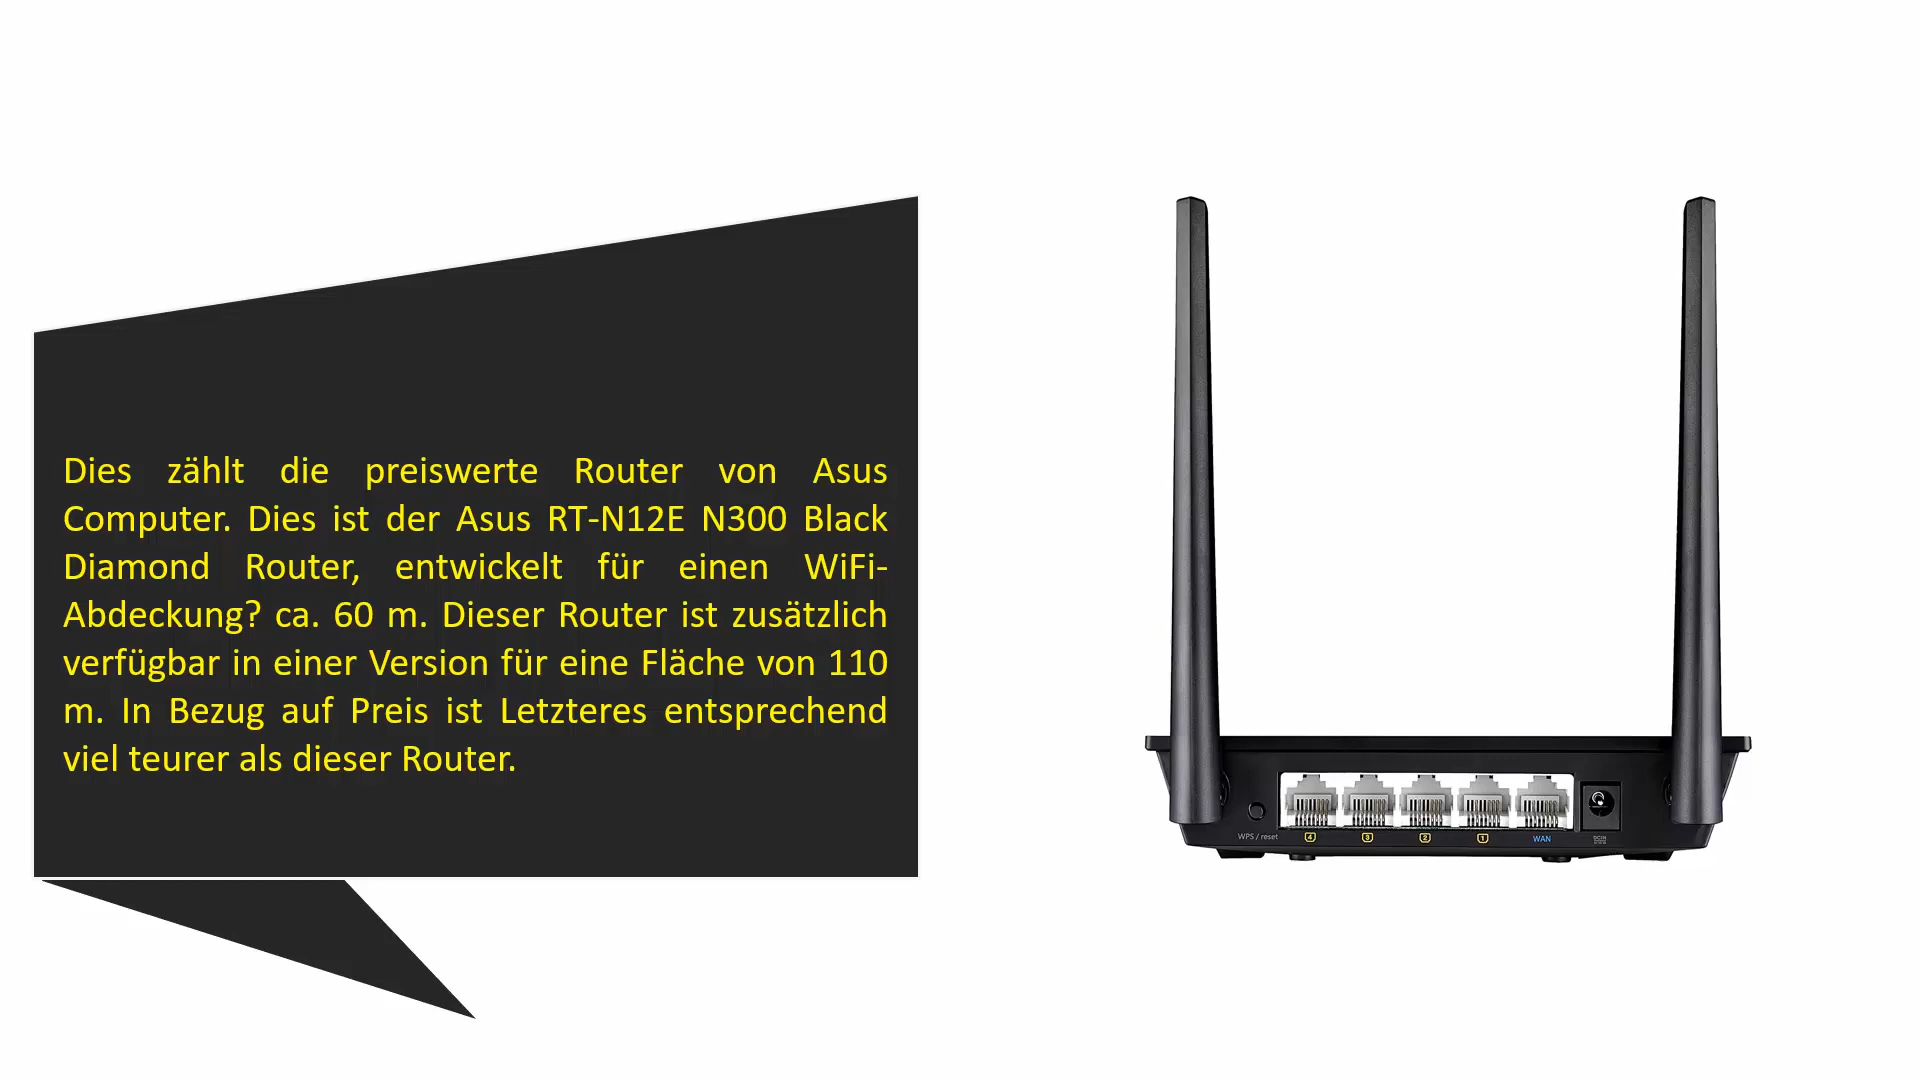 Dies zählt die preiswerte Router von Asus
Computer. Dies ist der Asus RT-N12E N300 Black
Diamond Router, entwickelt für einen WiFi-
Abdeckung? ca. 60 m. Dieser Router ist zusätzlich
verfügbar in einer Version für eine Fläche von 110
m. In Bezug auf Preis ist Letzteres entsprechend
viel teurer als dieser Router.
WPS / reset
4 3 2 1 WAN